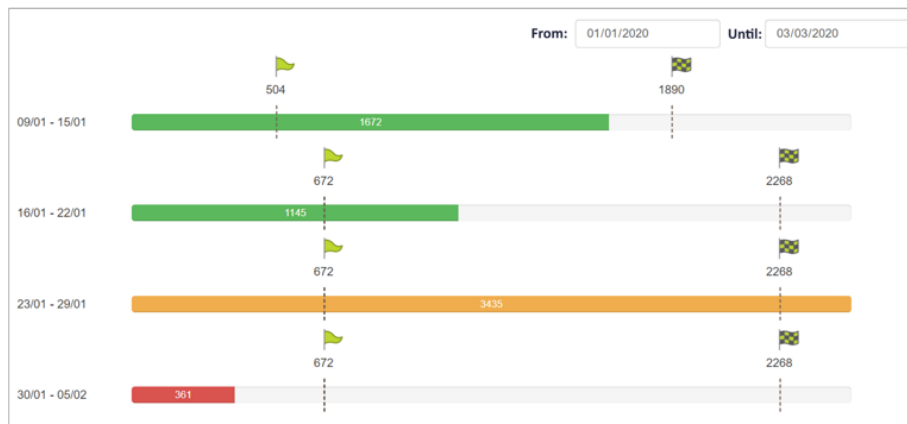 From: 01/01/2020 Until: 03/03/2020
504 1890
09/01 - 15/01 1672
672 2268
16/01 - 22/01 1145
672 2268
23/01 - 29/01 3435
672 2268
30/01 - 05/02 361